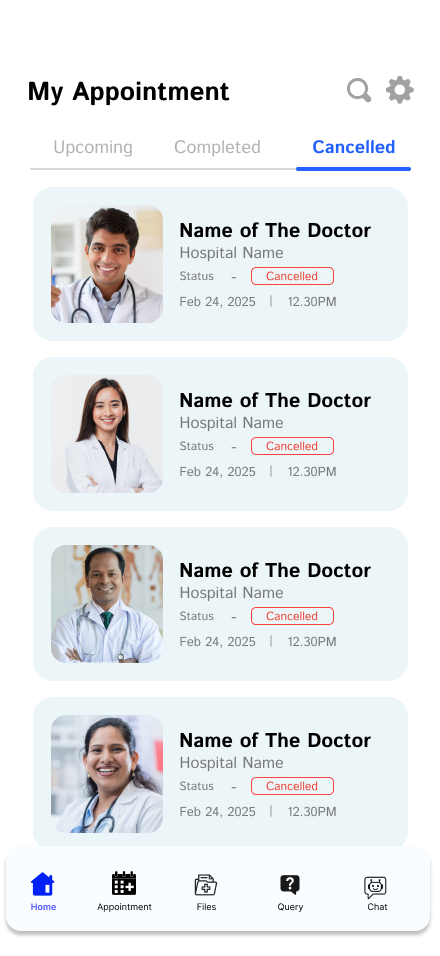 My Appointment
Upcoming Completed Cancelled
Name of The Doctor
Hospital Name
Status - Cancelled
Feb 24, 2025 | 12.30PM
Name of The Doctor
Hospital Name
Status - Cancelled
Feb 24, 2025 | 12.30PM
Name of The Doctor
Hospital Name
Status - Cancelled
Feb 24, 2025 | 12.30PM
Name of The Doctor
Hospital Name
Status - Cancelled
Feb 24, 2025 | 12.30PM
Home Appointment Files Query Chat